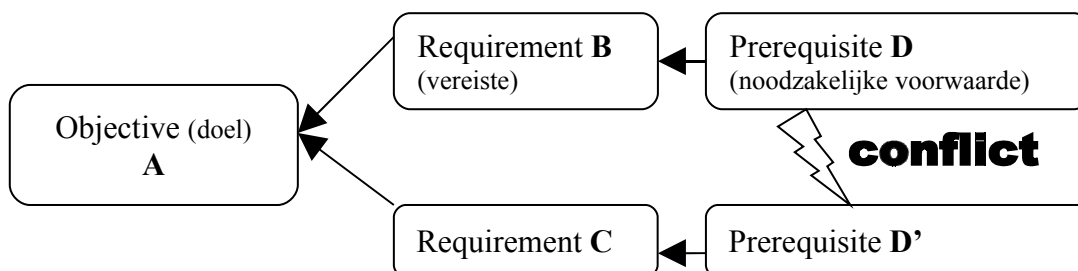 Requirement B
(vereiste)
Prerequisite D
(noodzakelijke voorwaarde)
Objective (doel)
A
conflict
Requirement C
Prerequisite D’